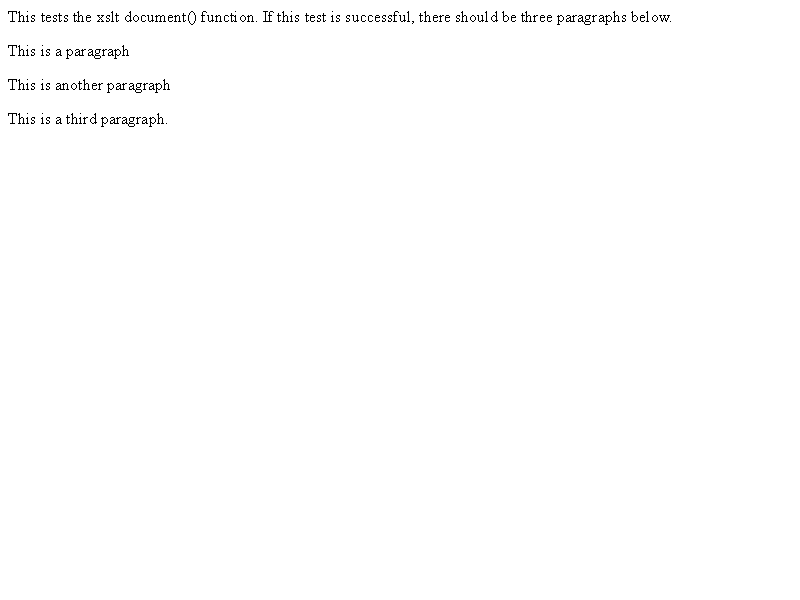 This tests the xslt document() function. If this test is successful, there should be three paragraphs below.
This is a paragraph
This is another paragraph
This is a third paragraph.